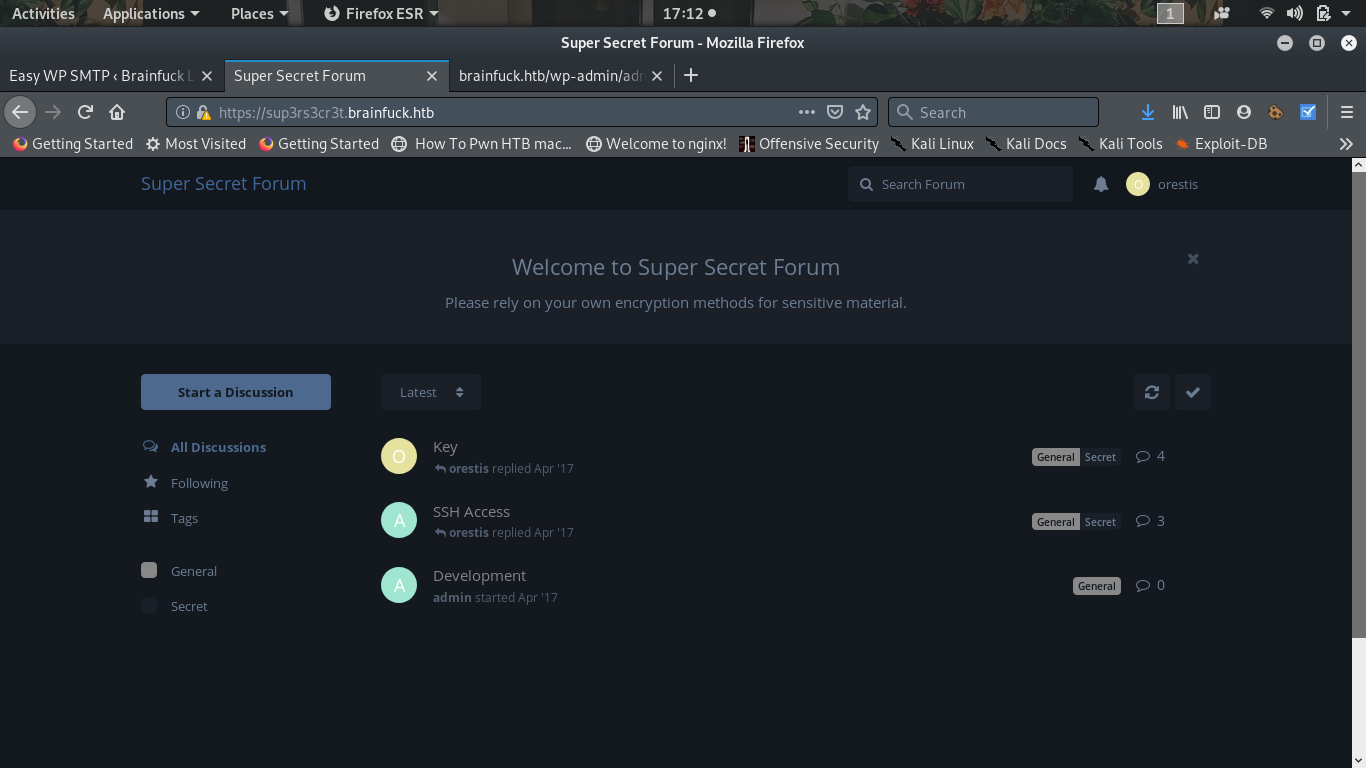 Activities Applications Places Firefox ESR 17:12 1
Super Secret Forum - Mozilla Firefox
Easy WP SMTP ‹ Brainfuck L Super Secret Forum brainfuck.htb/wp-admin/adm
https://sup3rs3cr3t.brainfuck.htb Search
Getting Started Most Visited Getting Started How To Pwn HTB mac... Welcome to nginx! Offensive Security Kali Linux Kali Docs Kali Tools Exploit-DB
Super Secret Forum Search Forum O orestis
Welcome to Super Secret Forum
Please rely on your own encryption methods for sensitive material.
Start a Discussion Latest
All Discussions
Following
Tags
General
Secret
O Key General Secret 4
orestis replied Apr '17
A SSH Access General Secret 3
orestis replied Apr '17
A Development General 0
admin started Apr '17